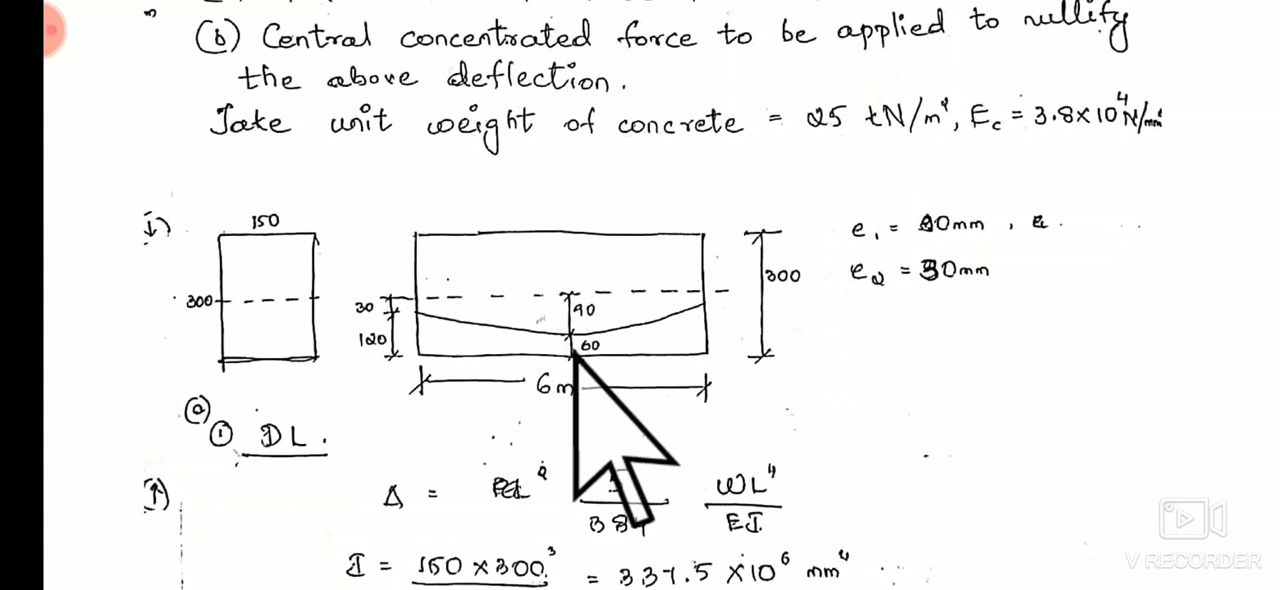 (b) Central concentrated force to be applied to nullify
the above deflection.
Take unit weight of concrete = 25 kN/m³, Ec = 3.8×10⁴ N/mm²
150
300
30
120
90
60
6m
300
e₁ = 90mm ,
e₂ = 30mm
(a)
① DL.
Δ =
WL⁴
384
EI
I = 150 × 300³ = 337.5 ×10⁶ mm⁴
V RECORDER